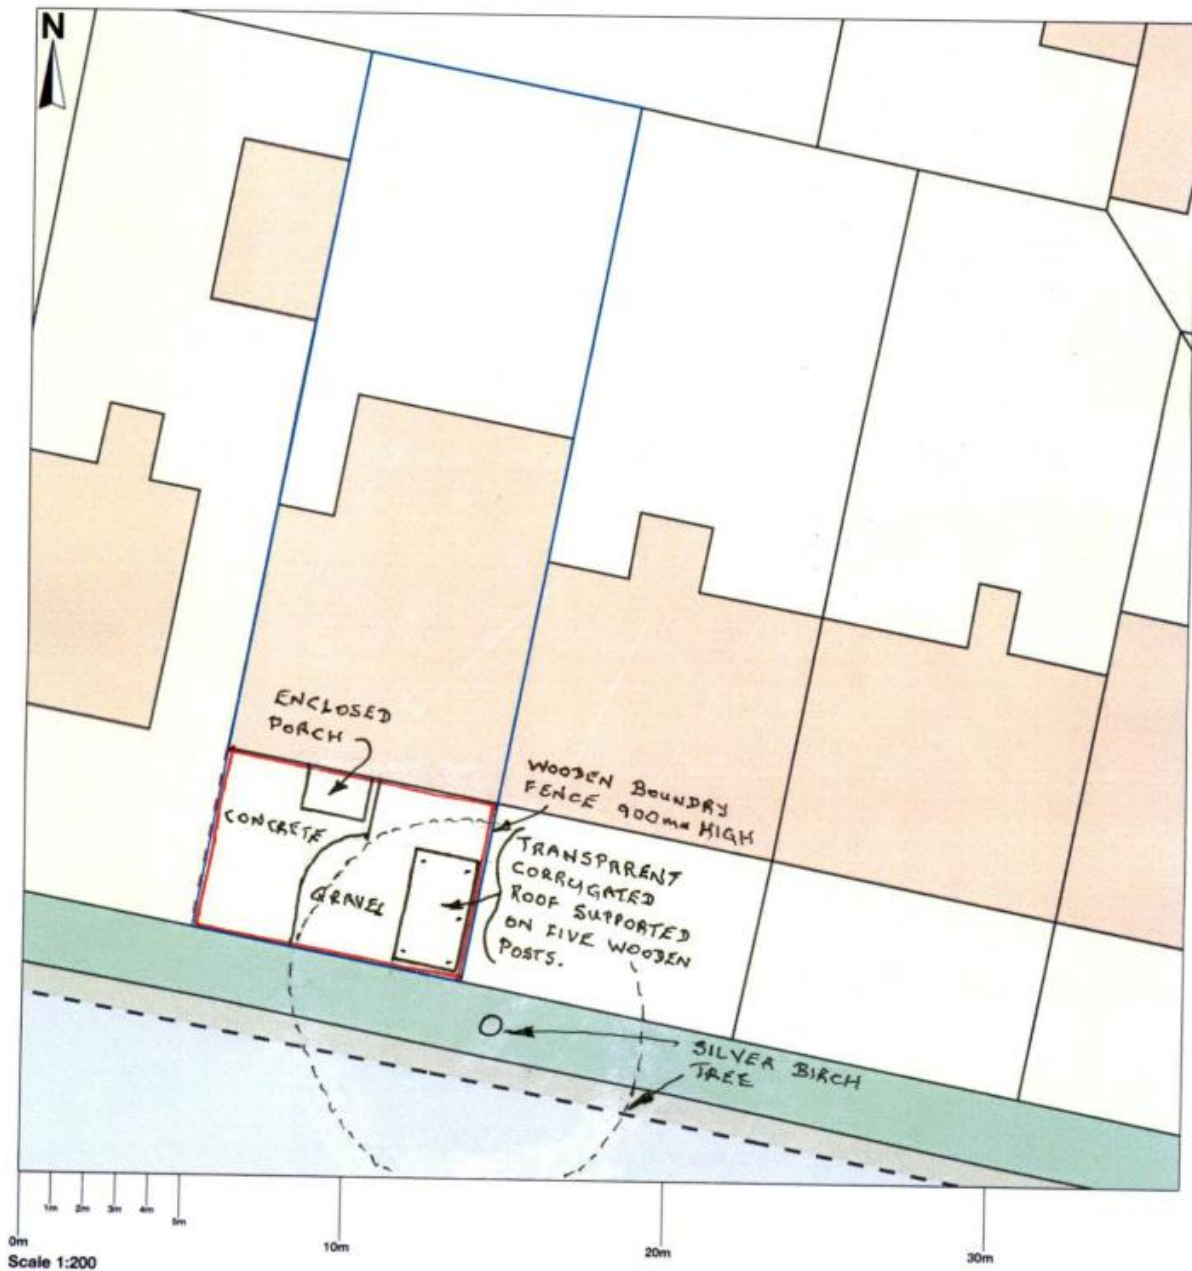 N
ENCLOSED
PORCH
WOODEN BOUNDRY
FENCE 900mm HIGH
CONCRETE
TRANSPARENT
CORRUGATED
ROOF SUPPORTED
ON FIVE WOODEN
POSTS.
GRAVEL
SILVER BIRCH
TREE
1m 2m 3m 4m 5m
0m 10m 20m 30m
Scale 1:200